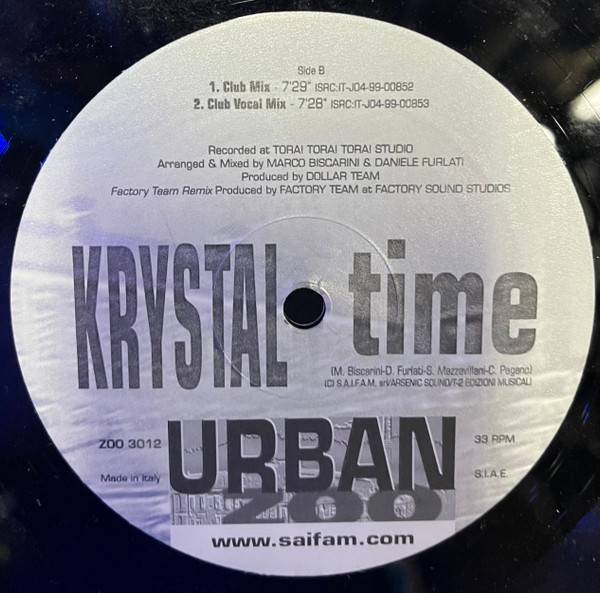 Side B
1. Club Mix - 7'29" ISRC:IT-J04-99-00852
2. Club Vocal Mix - 7'28" ISRC:IT-J04-99-00853
Recorded at TORA! TORA! TORA! STUDIO
Arranged & Mixed by MARCO BISCARINI & DANIELE FURLATI
Produced by DOLLAR TEAM
Factory Team Remix Produced by FACTORY TEAM at FACTORY SOUND STUDIOS
KRYSTAL time
(M. Biscarini-D. Furlati-S. Mazzavillani-C. Pagano)
(C) S.A.I.F.A.M. srl/ARSENIC SOUND/T-2 EDIZIONI MUSICALI
ZOO 3012
URBAN
33 RPM
Made in Italy
ZOO
S.I.A.E.
www.saifam.com